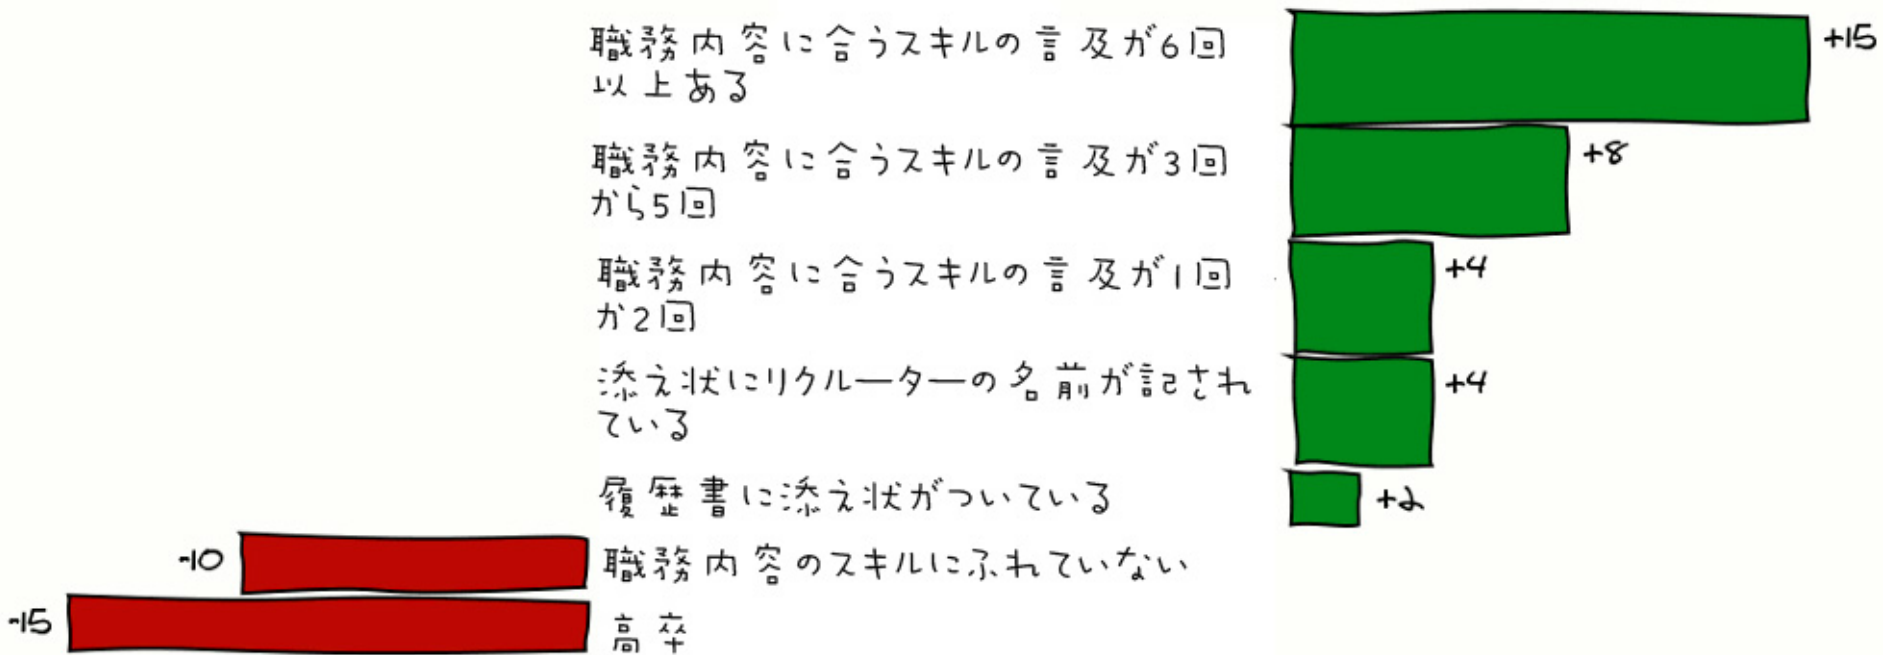 職務内容に合うスキルの言及が6回
以上ある
+15
職務内容に合うスキルの言及が3回
から5回
+8
職務内容に合うスキルの言及が1回
か2回
+4
添え状にリクルーターの名前が記され
ている
+4
履歴書に添え状がついている
+2
-10
職務内容のスキルにふれていない
-15
高卒